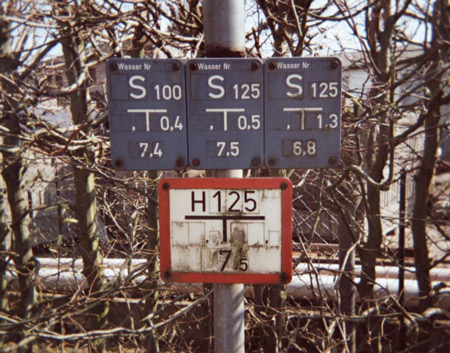 Wasser Nr
S 100
, T 0,4
7,4
Wasser Nr
S 125
, T 0,5
7,5
Wasser Nr
S 125
, T 1,3
6,8
H125
7,5